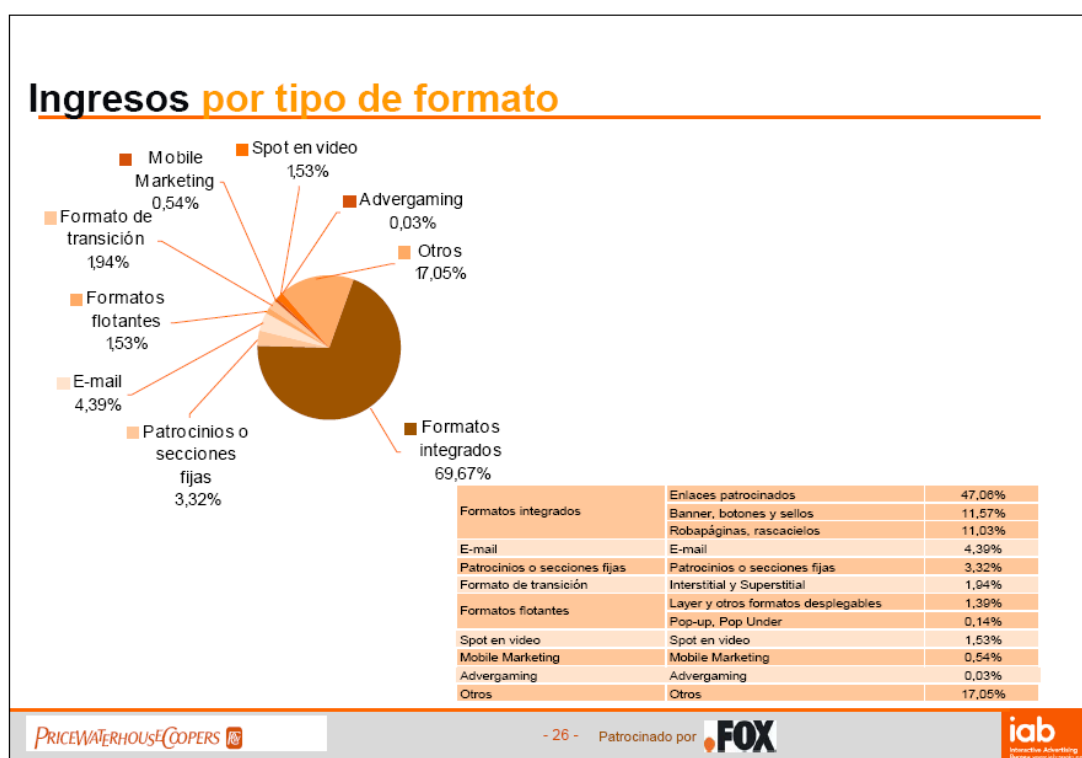 Ingresos por tipo de formato
Spot en video
1,53%
Mobile
Marketing
0,54%
Advergaming
0,03%
Formato de
transición
1,94%
Otros
17,05%
Formatos
flotantes
1,53%
E-mail
4,39%
Patrocinios o
secciones
fijas
3,32%
Formatos
integrados
69,67%
Formatos integrados
Enlaces patrocinados 47,06%
Banner, botones y sellos 11,57%
Robapáginas, rascacielos 11,03%
E-mail E-mail 4,39%
Patrocinios o secciones fijas Patrocinios o secciones fijas 3,32%
Formato de transición Interstitial y Superstitial 1,94%
Formatos flotantes
Layer y otros formatos desplegables 1,39%
Pop-up, Pop Under 0,14%
Spot en video Spot en video 1,53%
Mobile Marketing Mobile Marketing 0,54%
Advergaming Advergaming 0,03%
Otros Otros 17,05%
PRICEWATERHOUSECOOPERS
- 26 - Patrocinado por .FOX
iab
Interactive Advertising